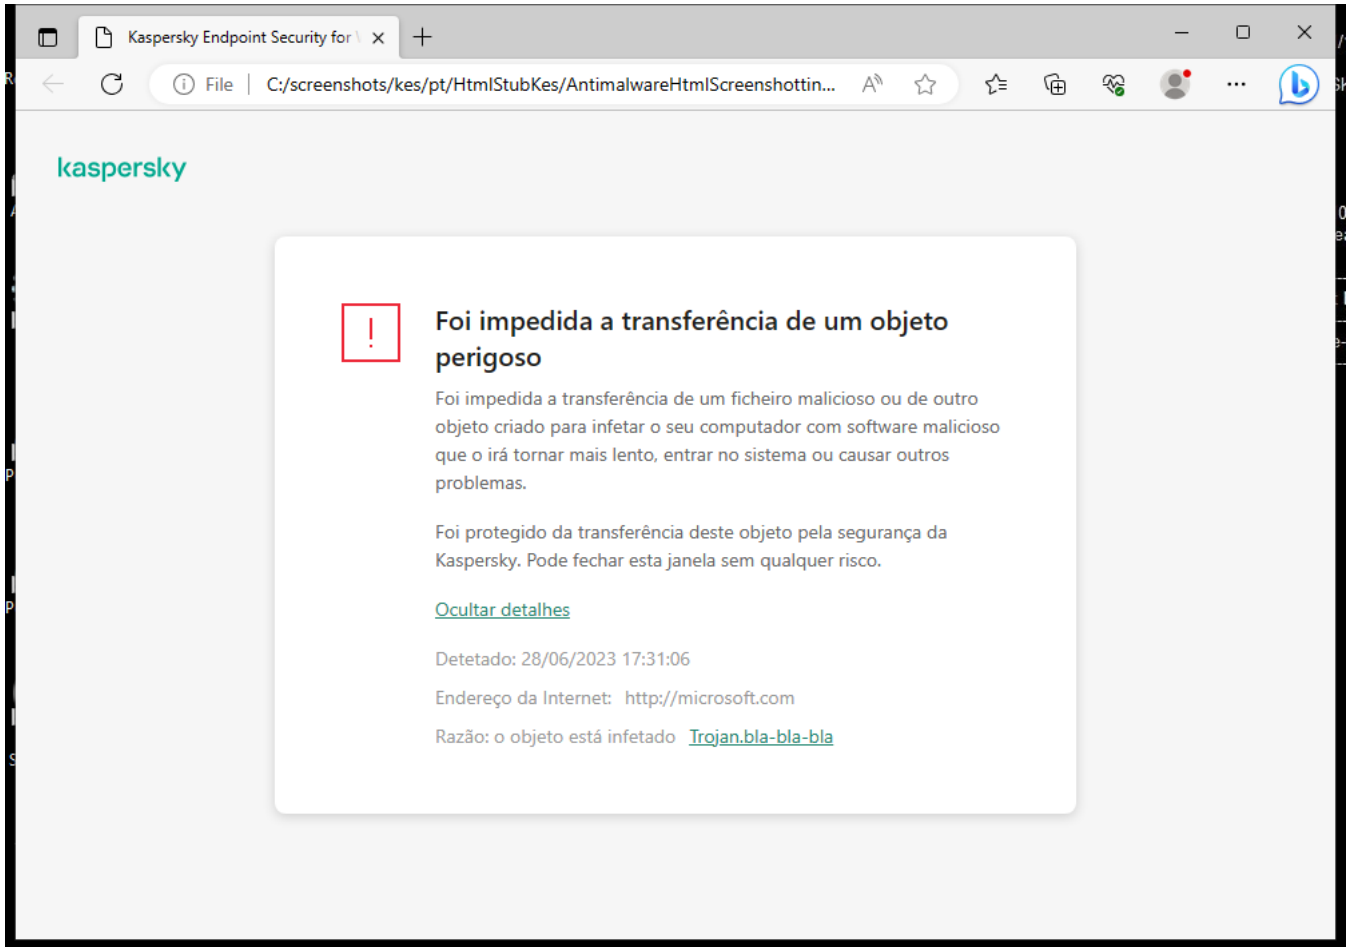 Kaspersky Endpoint Security for
File
C:/screenshots/kes/pt/HtmlStubKes/AntimalwareHtmlScreenshottin...
kaspersky
Foi impedida a transferência de um objeto
perigoso
Foi impedida a transferência de um ficheiro malicioso ou de outro
objeto criado para infetar o seu computador com software malicioso
que o irá tornar mais lento, entrar no sistema ou causar outros
problemas.
Foi protegido da transferência deste objeto pela segurança da
Kaspersky. Pode fechar esta janela sem qualquer risco.
Ocultar detalhes
Detetado: 28/06/2023 17:31:06
Endereço da Internet: http://microsoft.com
Razão: o objeto está infetado Trojan.bla-bla-bla